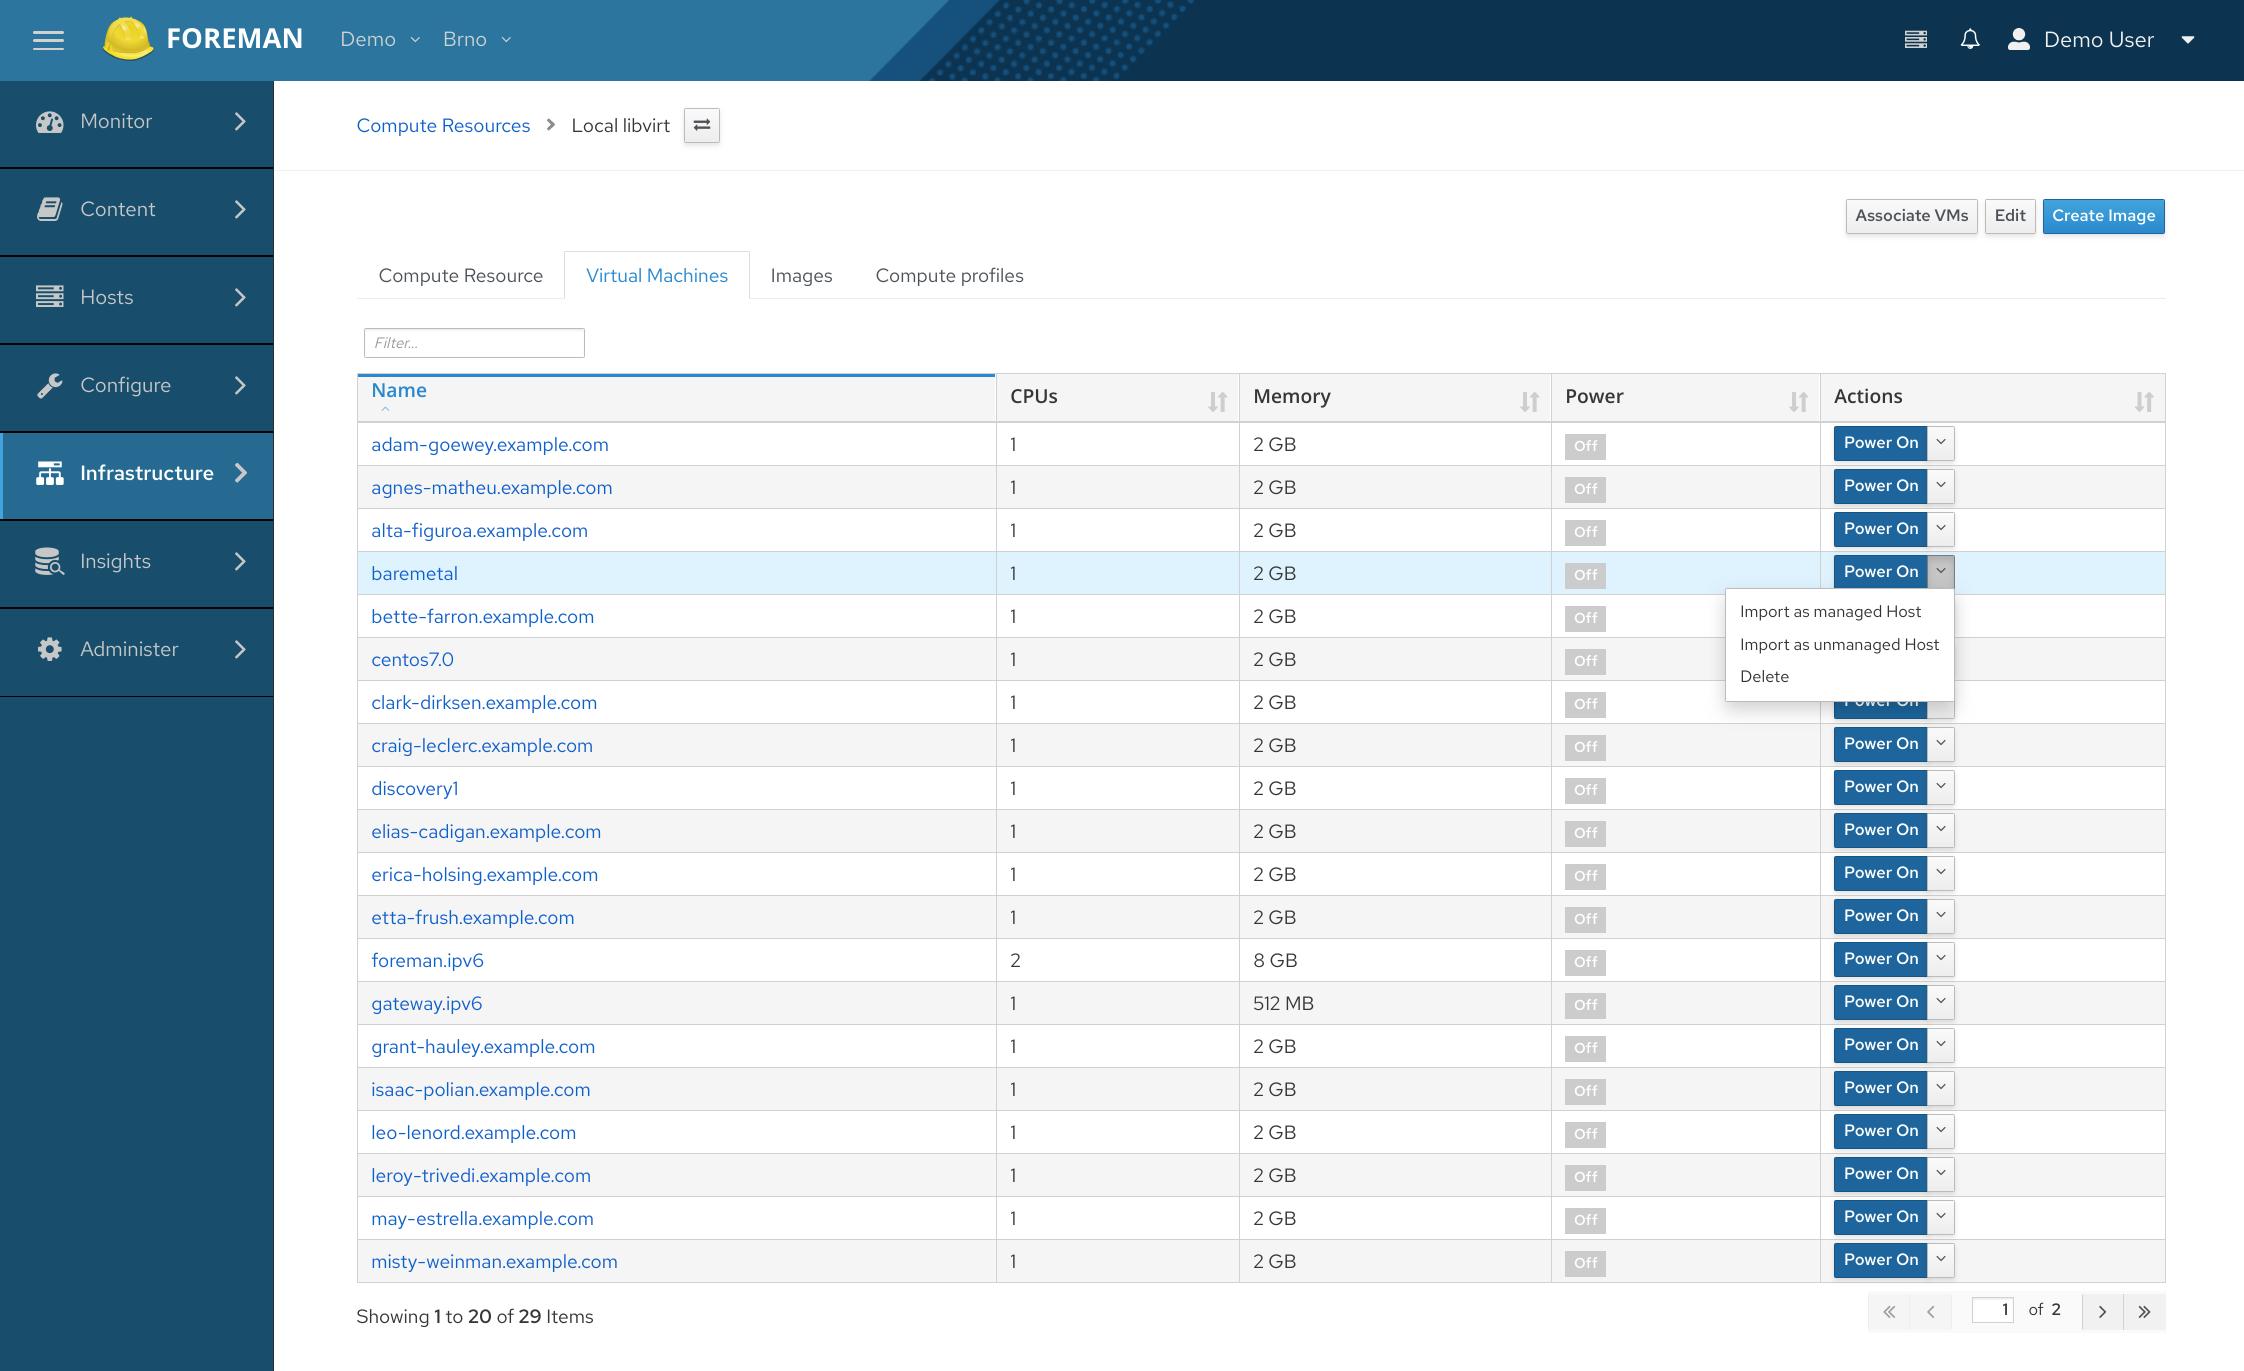 FOREMAN Demo Brno Demo User
Monitor
Content
Hosts
Configure
Infrastructure
Insights
Administer
Compute Resources Local libvirt
Associate VMs Edit Create Image
Compute Resource Virtual Machines Images Compute profiles
Filter...
Name CPUs Memory Power Actions
adam-goewey.example.com 1 2 GB Off Power On
agnes-matheu.example.com 1 2 GB Off Power On
alta-figuroa.example.com 1 2 GB Off Power On
baremetal 1 2 GB Off Power On
Import as managed Host
Import as unmanaged Host
Delete
bette-farron.example.com 1 2 GB Off
centos7.0 1 2 GB Off
clark-dirksen.example.com 1 2 GB Off Power On
craig-leclerc.example.com 1 2 GB Off Power On
discovery1 1 2 GB Off Power On
elias-cadigan.example.com 1 2 GB Off Power On
erica-holsing.example.com 1 2 GB Off Power On
etta-frush.example.com 1 2 GB Off Power On
foreman.ipv6 2 8 GB Off Power On
gateway.ipv6 1 512 MB Off Power On
grant-hauley.example.com 1 2 GB Off Power On
isaac-polian.example.com 1 2 GB Off Power On
leo-lenord.example.com 1 2 GB Off Power On
leroy-trivedi.example.com 1 2 GB Off Power On
may-estrella.example.com 1 2 GB Off Power On
misty-weinman.example.com 1 2 GB Off Power On
Showing 1 to 20 of 29 Items 1 of 2